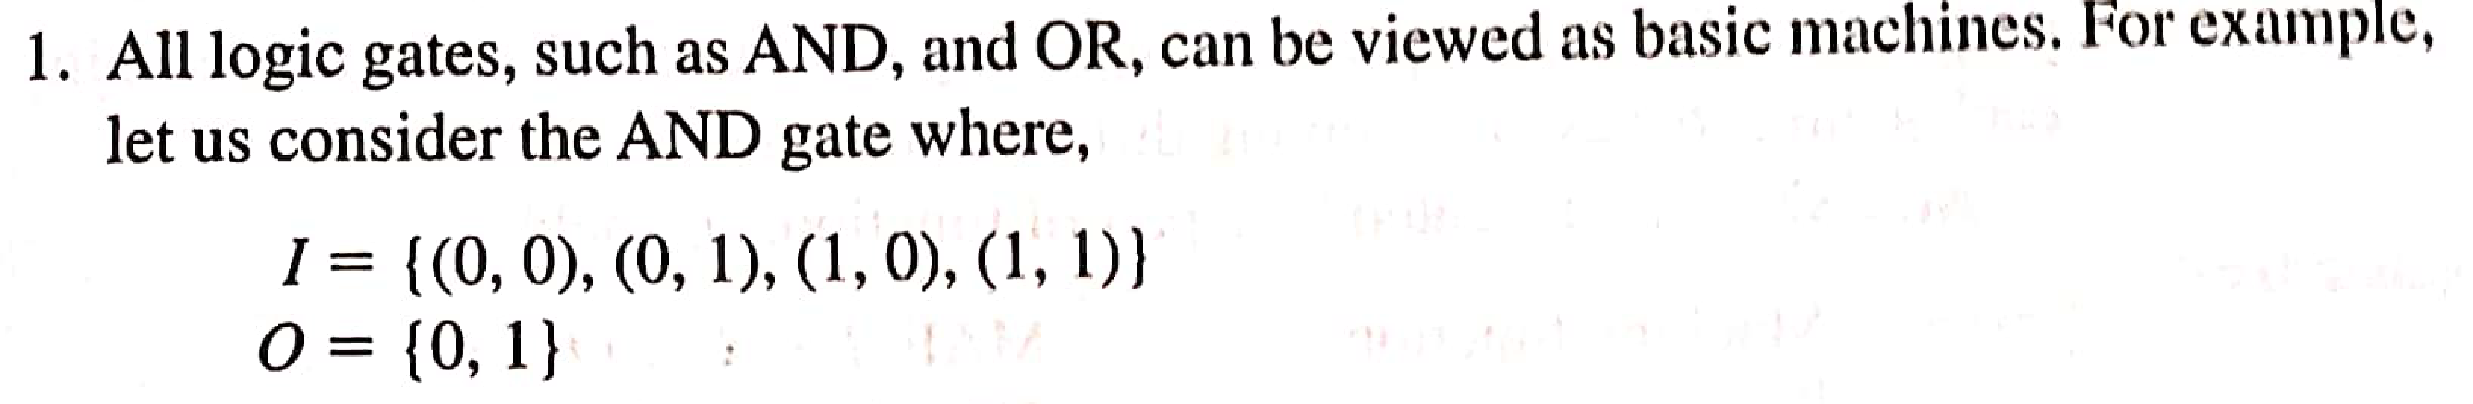 1. All logic gates, such as AND, and OR, can be viewed as basic machines. For example,
let us consider the AND gate where,
I = {(0, 0), (0, 1), (1, 0), (1, 1)}
O = {0, 1}